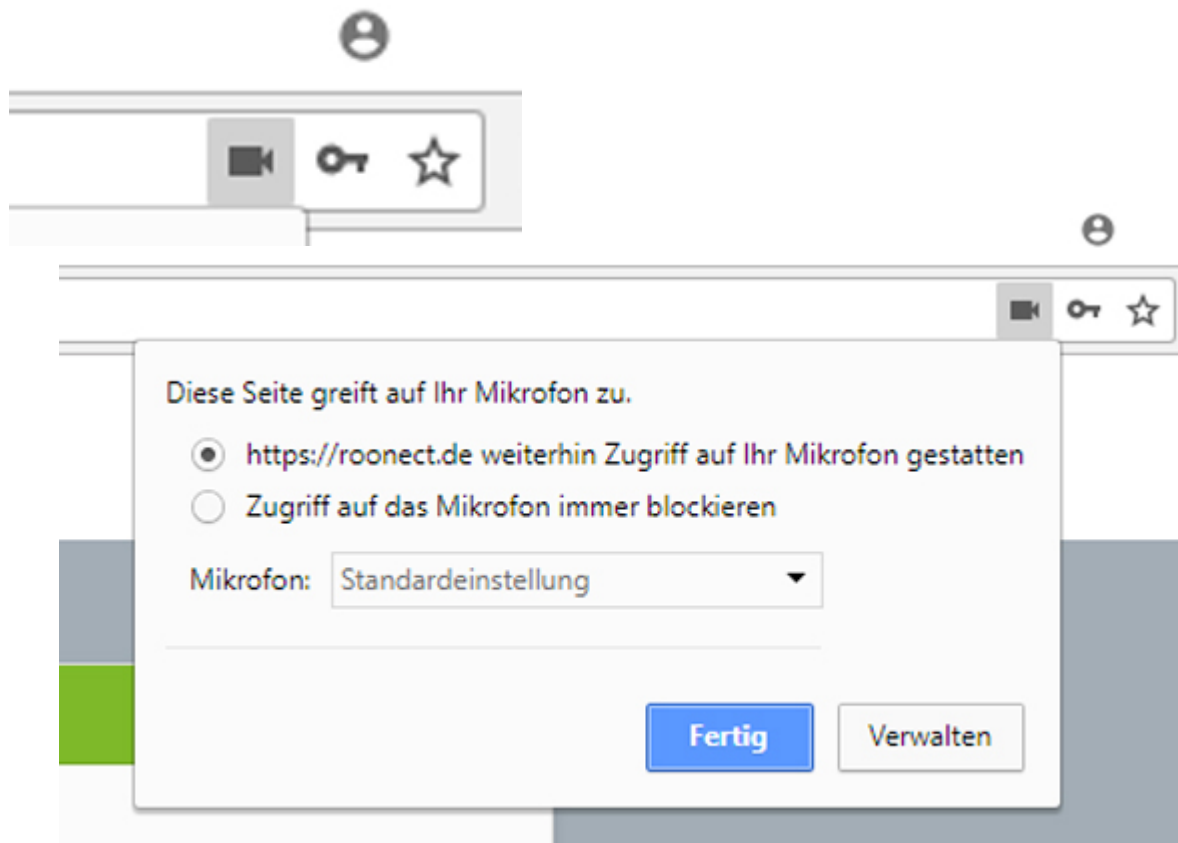 Diese Seite greift auf Ihr Mikrofon zu.
https://roonect.de weiterhin Zugriff auf Ihr Mikrofon gestatten
Zugriff auf das Mikrofon immer blockieren
Mikrofon: Standardeinstellung
Fertig Verwalten